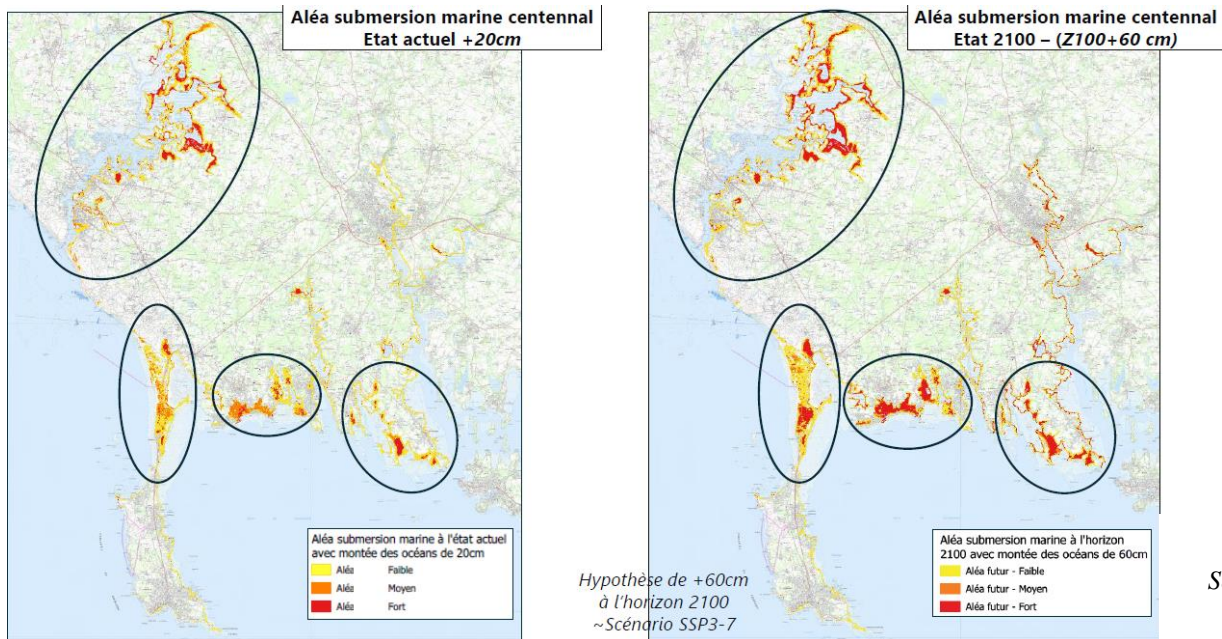 Aléa submersion marine centennal
Etat actuel +20cm
Aléa submersion marine à l'état actuel
avec montée des océans de 20cm
Aléa Faible
Aléa Moyen
Aléa Fort
Hypothèse de +60cm
à l'horizon 2100
~Scénario SSP3-7
Aléa submersion marine centennal
Etat 2100 – (Z100+60 cm)
Aléa submersion marine à l'horizon
2100 avec montée des océans de 60cm
Aléa futur - Faible
Aléa futur - Moyen
Aléa futur - Fort
S